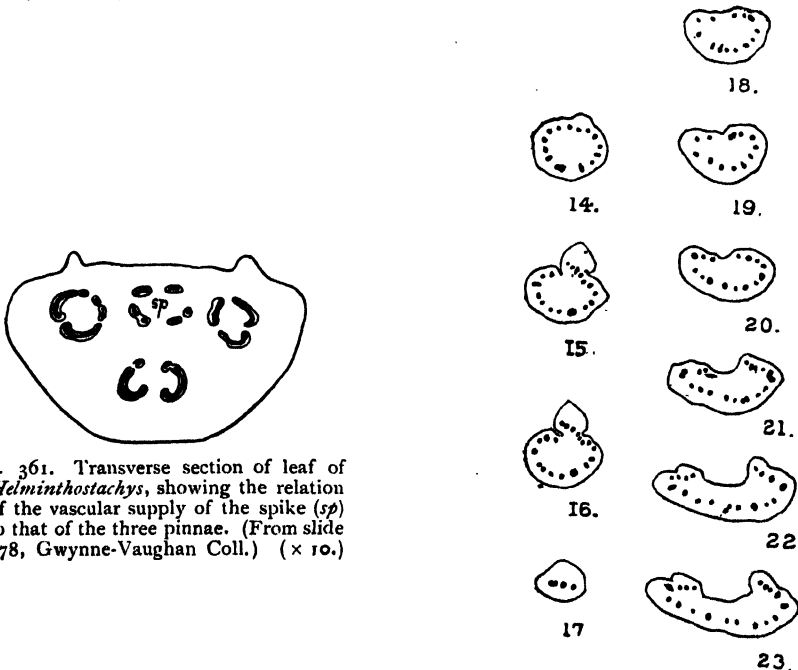 18.
14.
19.
sp
15.
20.
21.
16.
22
17
23.
. 361. Transverse section of leaf of
Helminthostachys, showing the relation
f the vascular supply of the spike (sp)
that of the three pinnae. (From slide
78, Gwynne-Vaughan Coll.) (× 10.)